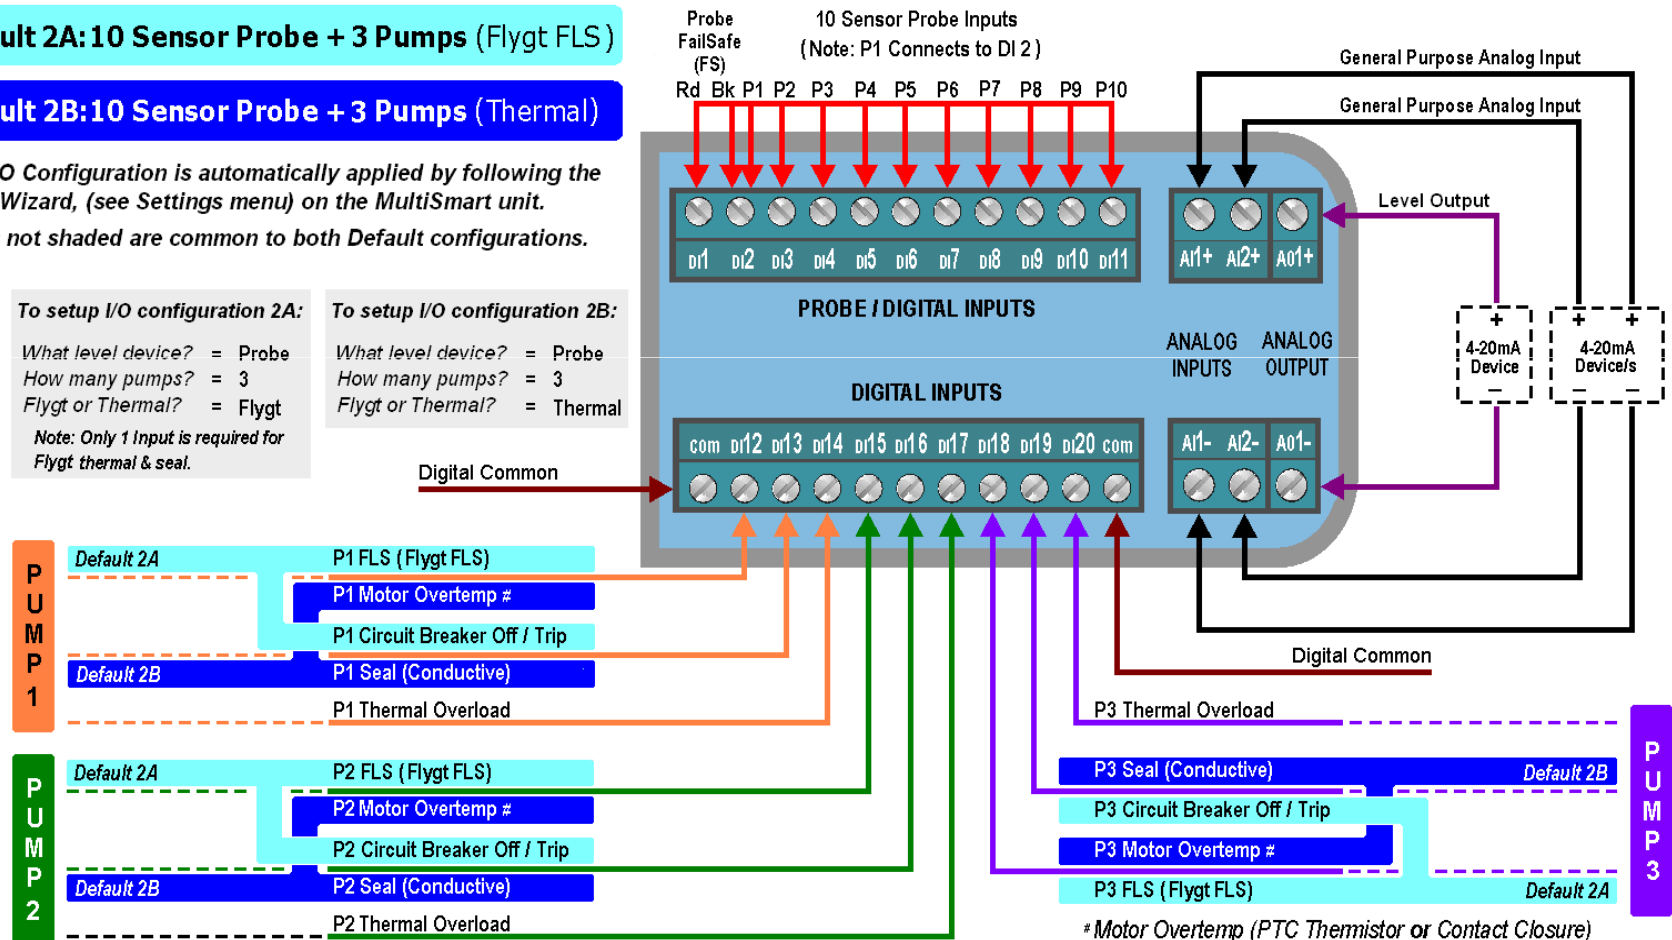 ult 2A:10 Sensor Probe + 3 Pumps (Flygt FLS)
ult 2B:10 Sensor Probe + 3 Pumps (Thermal)
O Configuration is automatically applied by following the
Wizard, (see Settings menu) on the MultiSmart unit.
not shaded are common to both Default configurations.
To setup I/O configuration 2A:
What level device? = Probe
How many pumps? = 3
Flygt or Thermal? = Flygt
Note: Only 1 Input is required for
Flygt thermal & seal.
To setup I/O configuration 2B:
What level device? = Probe
How many pumps? = 3
Flygt or Thermal? = Thermal
Probe
FailSafe
(FS)
10 Sensor Probe Inputs
(Note: P1 Connects to DI 2)
Rd Bk P1 P2 P3 P4 P5 P6 P7 P8 P9 P10
General Purpose Analog Input
General Purpose Analog Input
Level Output
DI1 DI2 DI3 DI4 DI5 DI6 DI7 DI8 DI9 DI10 DI11
AI1+ AI2+ AO1+
PROBE / DIGITAL INPUTS
ANALOG
INPUTS
ANALOG
OUTPUT
DIGITAL INPUTS
+
4-20mA
Device
–
+ +
4-20mA
Device/s
– –
com DI12 DI13 DI14 DI15 DI16 DI17 DI18 DI19 DI20 com
AI1- AI2- AO1-
Digital Common
Digital Common
PUMP 1
Default 2A
P1 FLS (Flygt FLS)
P1 Motor Overtemp #
P1 Circuit Breaker Off / Trip
Default 2B
P1 Seal (Conductive)
P1 Thermal Overload
PUMP 2
Default 2A
P2 FLS (Flygt FLS)
P2 Motor Overtemp #
P2 Circuit Breaker Off / Trip
Default 2B
P2 Seal (Conductive)
P2 Thermal Overload
P3 Thermal Overload
P3 Seal (Conductive)
Default 2B
P3 Circuit Breaker Off / Trip
P3 Motor Overtemp #
P3 FLS (Flygt FLS)
Default 2A
PUMP 3
# Motor Overtemp (PTC Thermistor or Contact Closure)